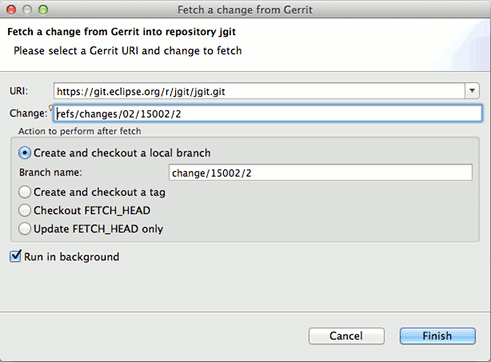 Fetch a change from Gerrit
Fetch a change from Gerrit into repository jgit
Please select a Gerrit URI and change to fetch
URI: https://git.eclipse.org/r/jgit/jgit.git
Change: refs/changes/02/15002/2
Action to perform after fetch
Create and checkout a local branch
Branch name: change/15002/2
Create and checkout a tag
Checkout FETCH_HEAD
Update FETCH_HEAD only
Run in background
Cancel Finish